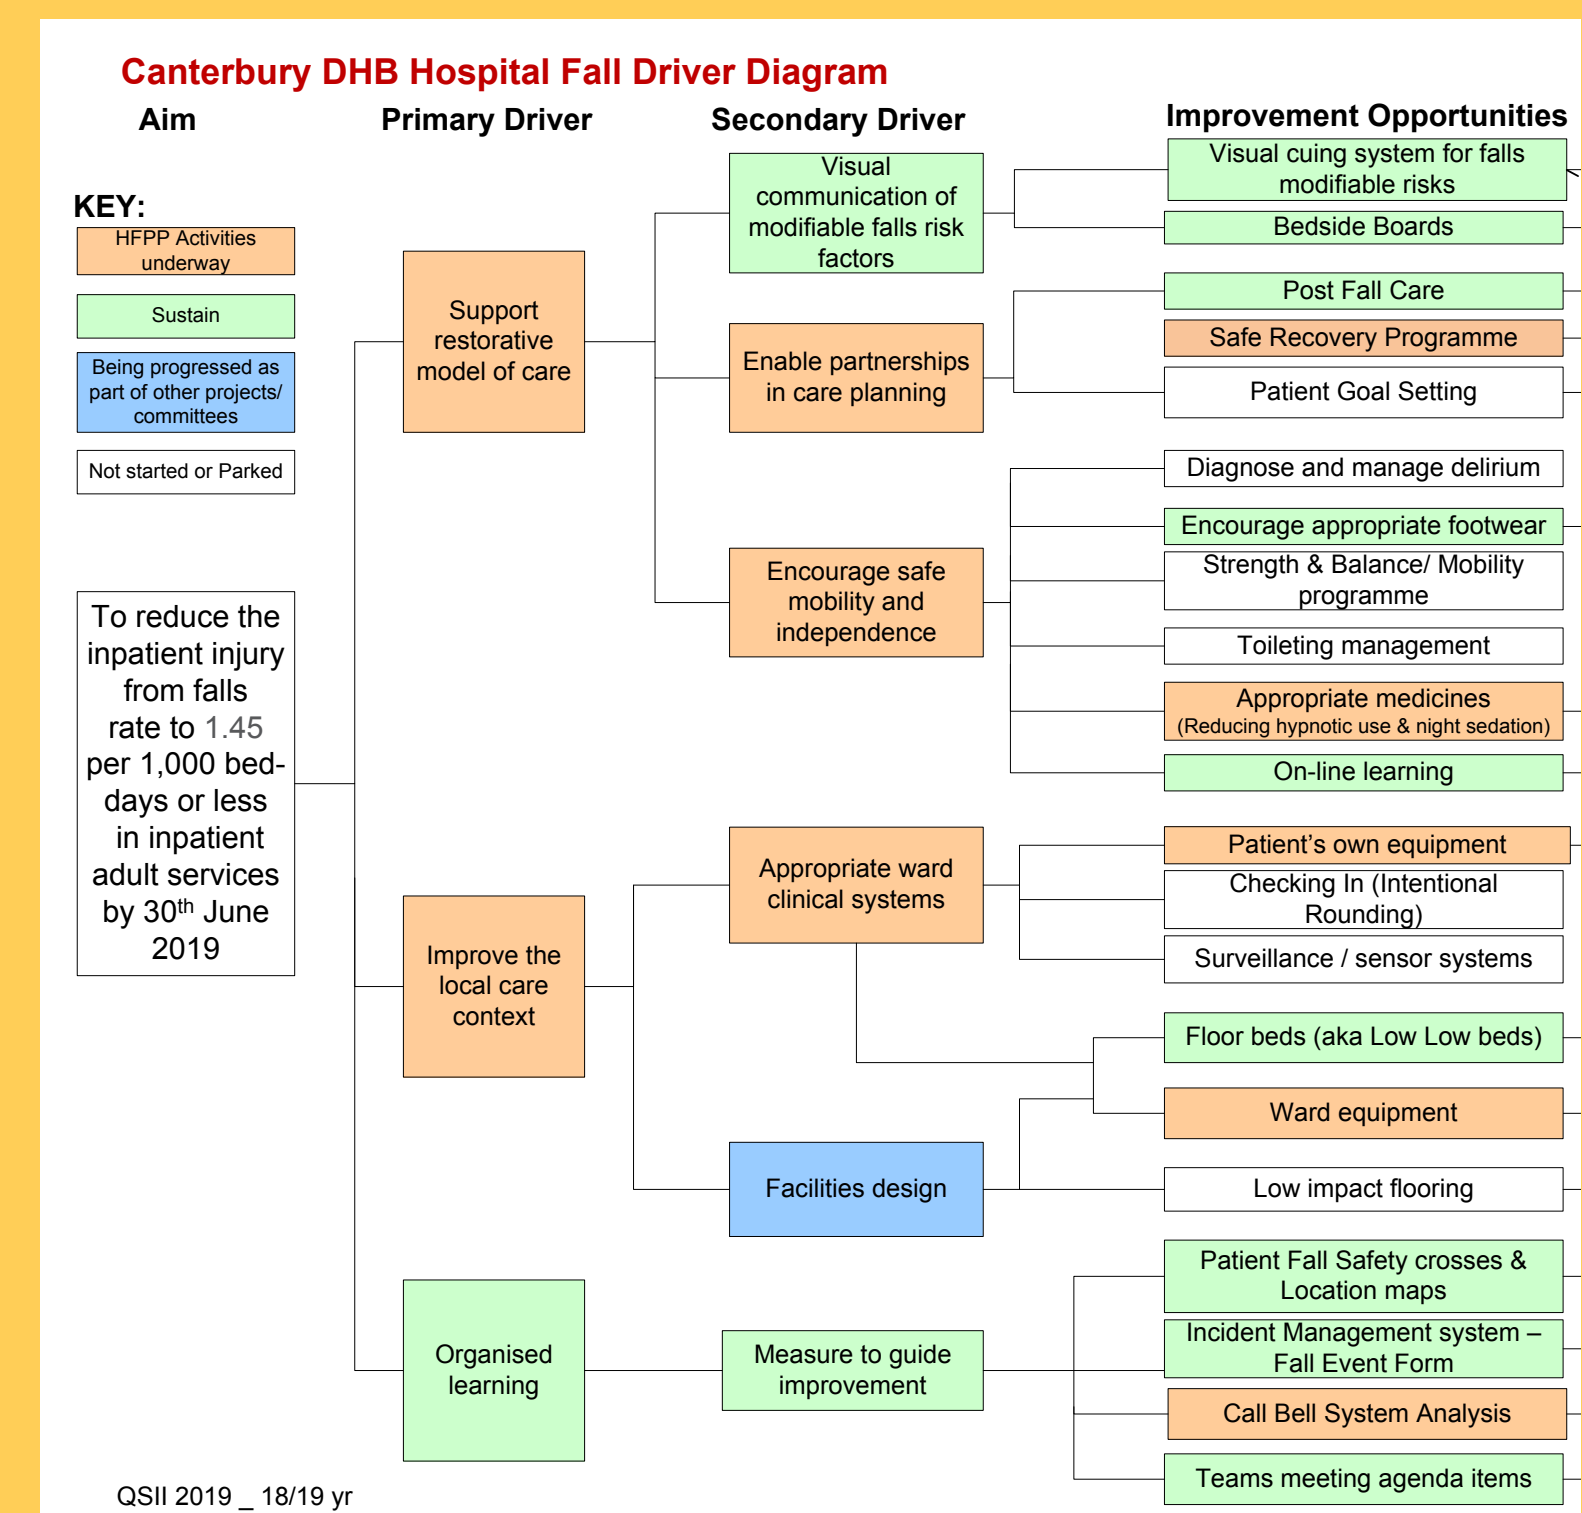 Canterbury DHB Hospital Fall Driver Diagram
Aim
Primary Driver
Secondary Driver
Improvement Opportunities
KEY:
HFPP Activities
underway
Sustain
Being progressed as
part of other projects/
committees
Not started or Parked
To reduce the
inpatient injury
from falls
rate to 1.45
per 1,000 bed-
days or less
in inpatient
adult services
by 30th June
2019
Support
restorative
model of care
Improve the
local care
context
Organised
learning
Visual
communication of
modifiable falls risk
factors
Enable partnerships
in care planning
Encourage safe
mobility and
independence
Appropriate ward
clinical systems
Facilities design
Measure to guide
improvement
Visual cuing system for falls
modifiable risks
Bedside Boards
Post Fall Care
Safe Recovery Programme
Patient Goal Setting
Diagnose and manage delirium
Encourage appropriate footwear
Strength & Balance/ Mobility
programme
Toileting management
Appropriate medicines
(Reducing hypnotic use & night sedation)
On-line learning
Patient’s own equipment
Checking In (Intentional
Rounding)
Surveillance / sensor systems
Floor beds (aka Low Low beds)
Ward equipment
Low impact flooring
Patient Fall Safety crosses &
Location maps
Incident Management system –
Fall Event Form
Call Bell System Analysis
Teams meeting agenda items
QSII 2019 _ 18/19 yr